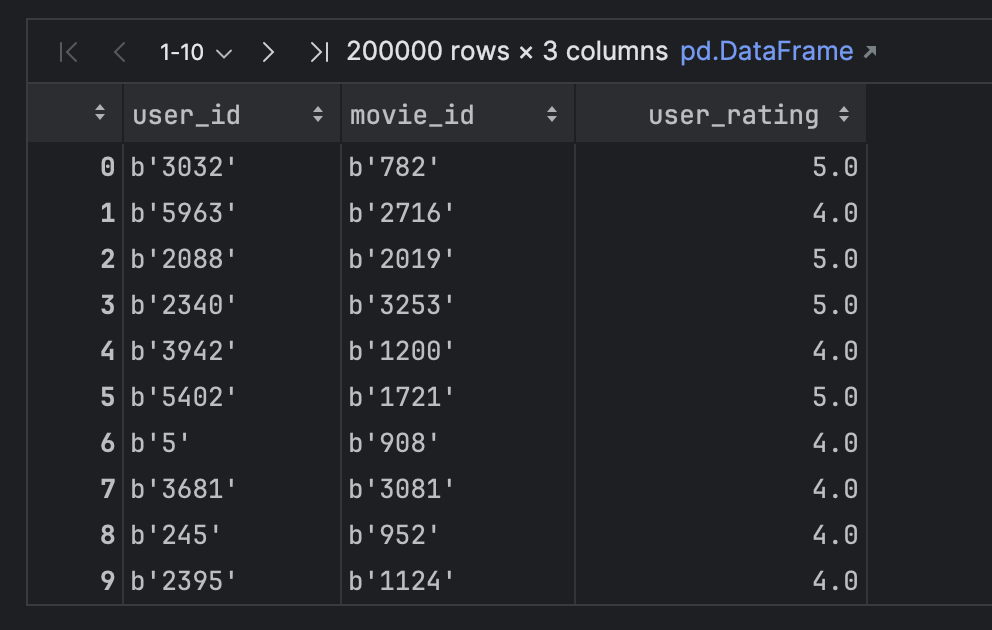 1-10 200000 rows × 3 columns pd.DataFrame
user_id movie_id user_rating
0 b'3032' b'782' 5.0
1 b'5963' b'2716' 4.0
2 b'2088' b'2019' 5.0
3 b'2340' b'3253' 5.0
4 b'3942' b'1200' 4.0
5 b'5402' b'1721' 5.0
6 b'5' b'908' 4.0
7 b'3681' b'3081' 4.0
8 b'245' b'952' 4.0
9 b'2395' b'1124' 4.0